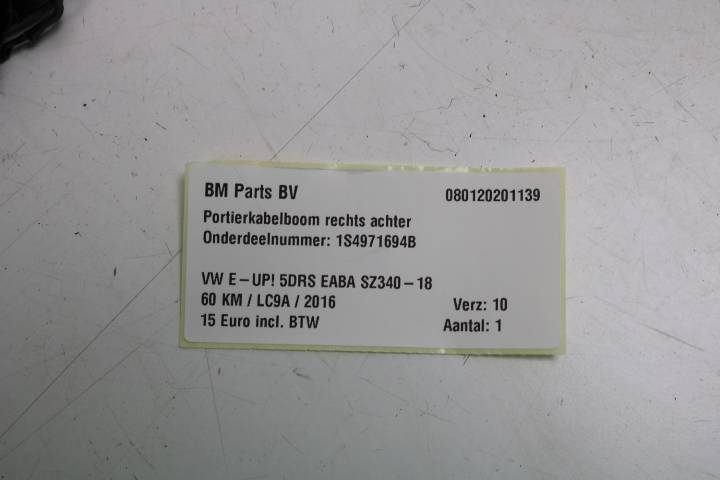 BM Parts BV 080120201139
Portierkabelboom rechts achter
Onderdeelnummer: 1S4971694B
VW E-UP! 5DRS EABA SZ340-18
60 KM / LC9A / 2016 Verz: 10
15 Euro incl. BTW Aantal: 1